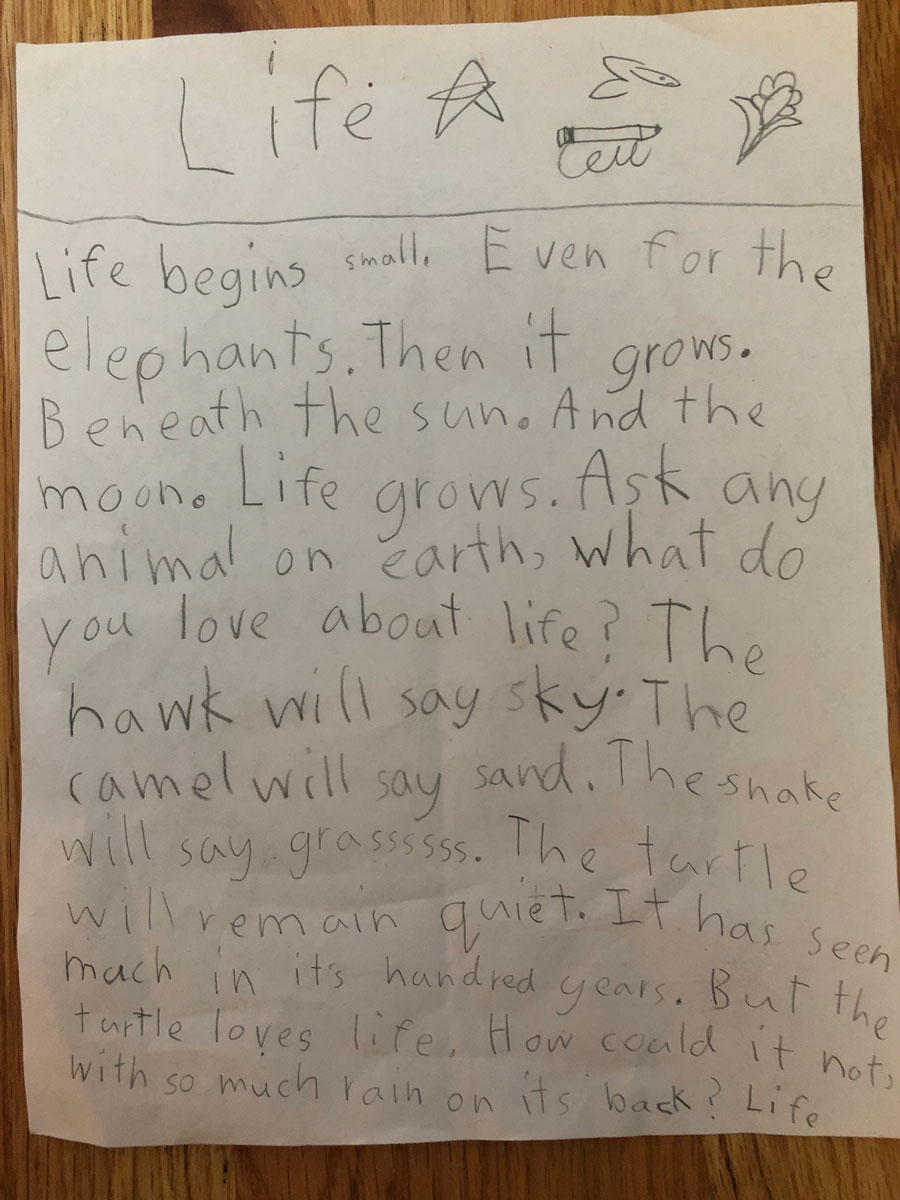 Life
Life begins small. Even for the
elephants. Then it grows.
Beneath the sun. And the
moon. Life grows. Ask any
animal on earth, what do
you love about life? The
hawk will say sky. The
camel will say sand. The snake
will say grassssss. The turtle
will remain quiet. It has seen
much in it's hundred years. But the
turtle loves life. How could it not,
with so much rain on its back? Life